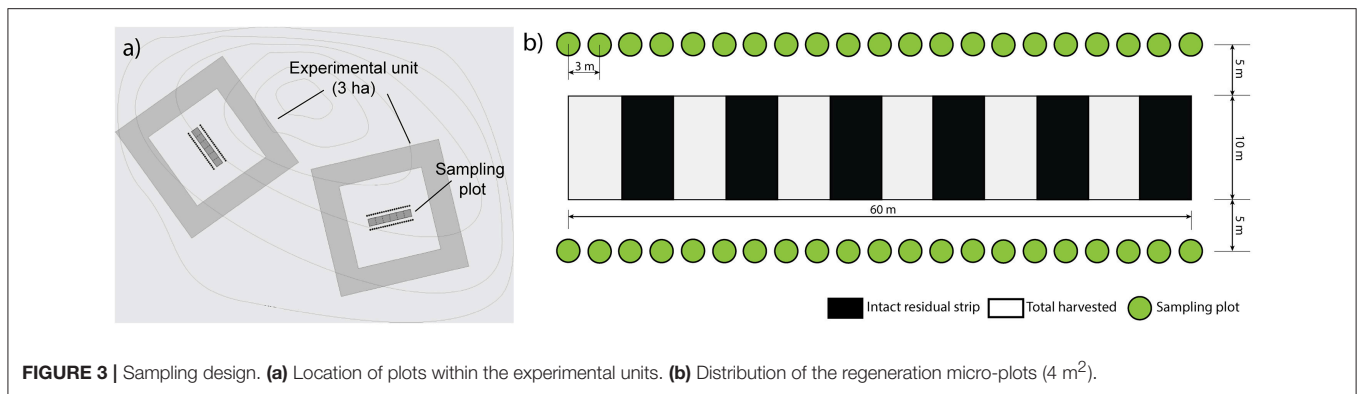 a)
Experimental unit
(3 ha)
Sampling
plot
b)
3 m
5 m
10 m
60 m
5 m
Intact residual strip
Total harvested
Sampling plot
FIGURE 3 | Sampling design. (a) Location of plots within the experimental units. (b) Distribution of the regeneration micro-plots (4 m²).